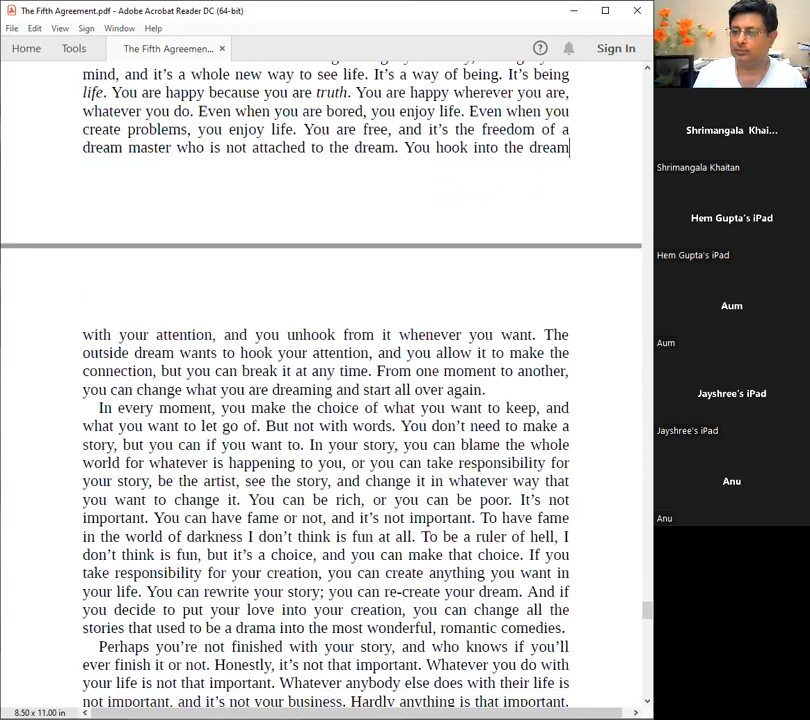 The Fifth Agreement.pdf - Adobe Acrobat Reader DC (64-bit)
File Edit View Sign Window Help
Home Tools The Fifth Agreemen... × Sign In
mind, and it's a whole new way to see life. It's a way of being. It's being
life. You are happy because you are truth. You are happy wherever you are,
whatever you do. Even when you are bored, you enjoy life. Even when you
create problems, you enjoy life. You are free, and it's the freedom of a
dream master who is not attached to the dream. You hook into the dream
with your attention, and you unhook from it whenever you want. The
outside dream wants to hook your attention, and you allow it to make the
connection, but you can break it at any time. From one moment to another,
you can change what you are dreaming and start all over again.
In every moment, you make the choice of what you want to keep, and
what you want to let go of. But not with words. You don't need to make a
story, but you can if you want to. In your story, you can blame the whole
world for whatever is happening to you, or you can take responsibility for
your story, be the artist, see the story, and change it in whatever way that
you want to change it. You can be rich, or you can be poor. It's not
important. You can have fame or not, and it's not important. To have fame
in the world of darkness I don't think is fun at all. To be a ruler of hell, I
don't think is fun, but it's a choice, and you can make that choice. If you
take responsibility for your creation, you can create anything you want in
your life. You can rewrite your story; you can re-create your dream. And if
you decide to put your love into your creation, you can change all the
stories that used to be a drama into the most wonderful, romantic comedies.
Perhaps you're not finished with your story, and who knows if you'll
ever finish it or not. Honestly, it's not that important. Whatever you do with
your life is not that important. Whatever anybody else does with their life is
not important, and it's not your business. Hardly anything is that important.
8.50 x 11.00 in
Shrimangala Khai...
Shrimangala Khaitan
Hem Gupta's iPad
Hem Gupta's iPad
Aum
Aum
Jayshree's iPad
Jayshree's iPad
Anu
Anu